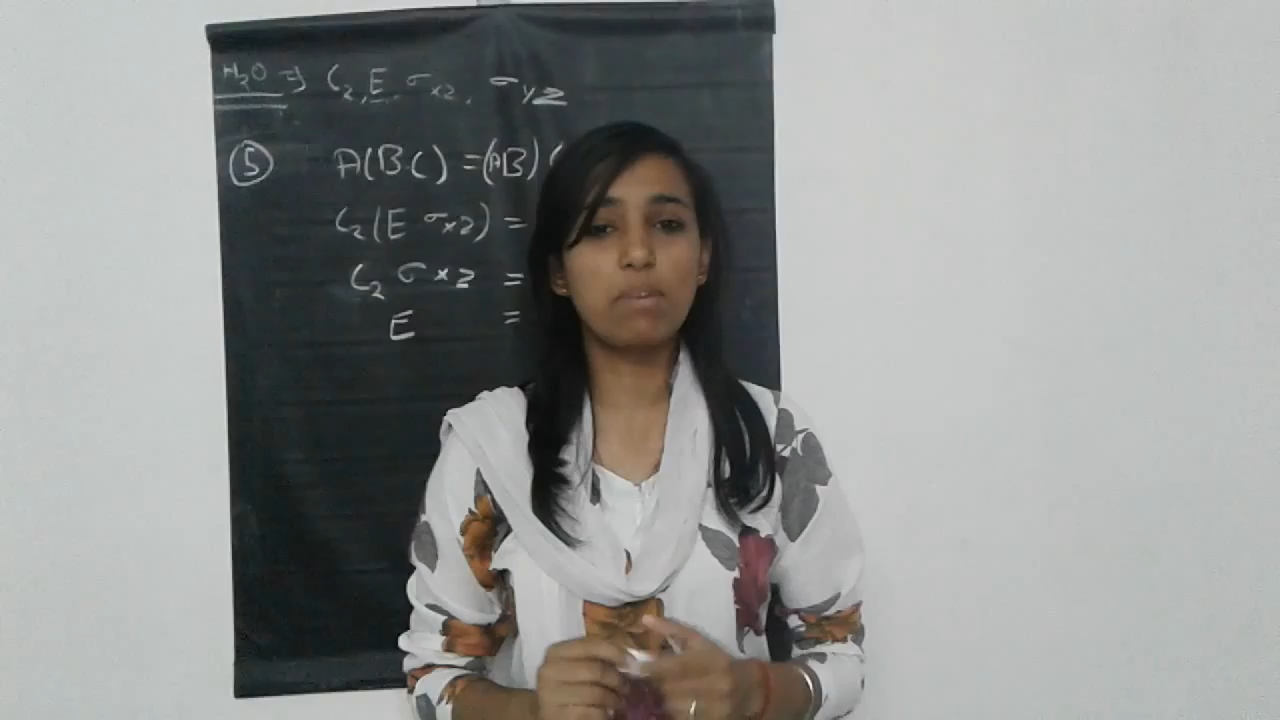 H₂O ⇒ C₂, E, σxz, σyz
⑤ A(BC) = (AB)(
C₂(E σxz) =
C₂ σxz =
E =